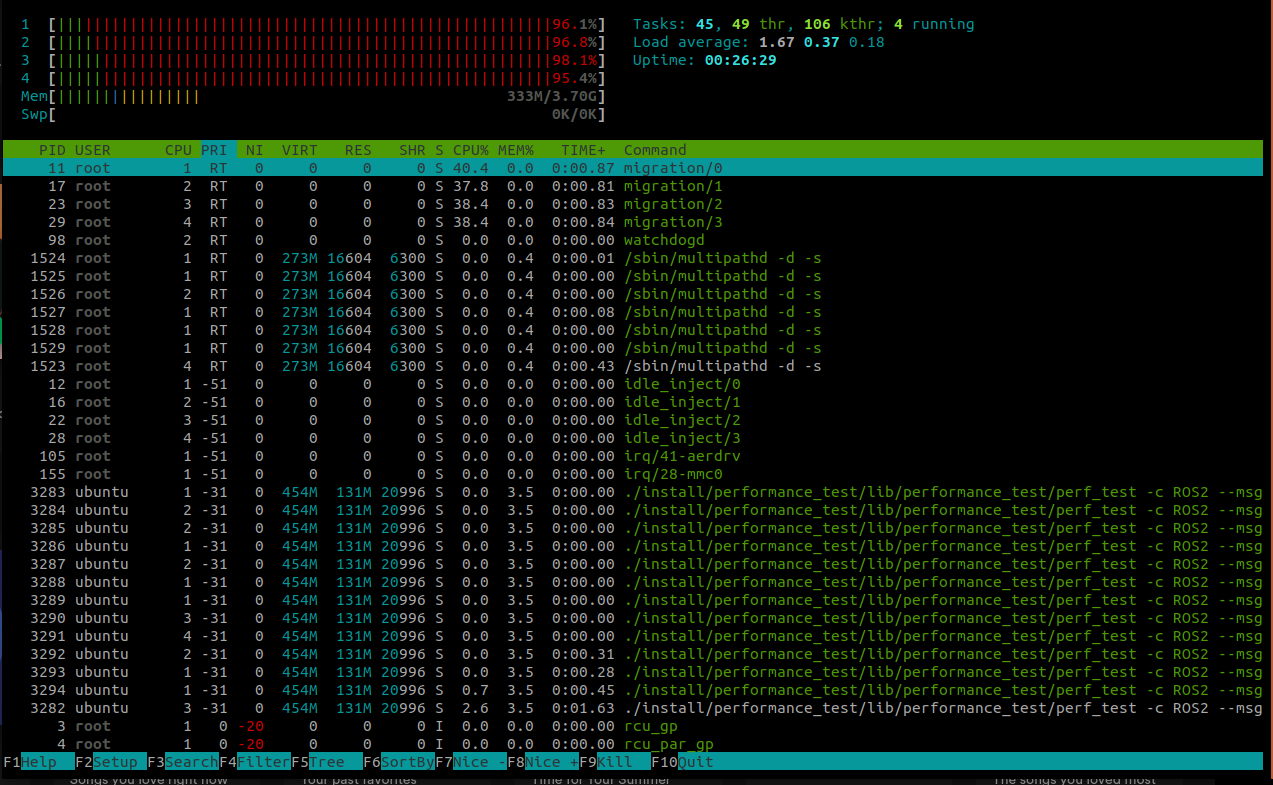 1 [||||||||||||||||||||||||||||||||||||||||||||||||||||||96.1%] Tasks: 45, 49 thr, 106 kthr; 4 running
2 [||||||||||||||||||||||||||||||||||||||||||||||||||||||96.8%] Load average: 1.67 0.37 0.18
3 [||||||||||||||||||||||||||||||||||||||||||||||||||||||98.1%] Uptime: 00:26:29
4 [||||||||||||||||||||||||||||||||||||||||||||||||||||||95.4%]
Mem[|||||||||||||||| 333M/3.70G]
Swp[ 0K/0K]
PID USER CPU PRI NI VIRT RES SHR S CPU% MEM% TIME+ Command
11 root 1 RT 0 0 0 0 S 40.4 0.0 0:00.87 migration/0
17 root 2 RT 0 0 0 0 S 37.8 0.0 0:00.81 migration/1
23 root 3 RT 0 0 0 0 S 38.4 0.0 0:00.83 migration/2
29 root 4 RT 0 0 0 0 S 38.4 0.0 0:00.84 migration/3
98 root 2 RT 0 0 0 0 S 0.0 0.0 0:00.00 watchdogd
1524 root 1 RT 0 273M 16604 6300 S 0.0 0.4 0:00.01 /sbin/multipathd -d -s
1525 root 1 RT 0 273M 16604 6300 S 0.0 0.4 0:00.00 /sbin/multipathd -d -s
1526 root 2 RT 0 273M 16604 6300 S 0.0 0.4 0:00.00 /sbin/multipathd -d -s
1527 root 1 RT 0 273M 16604 6300 S 0.0 0.4 0:00.08 /sbin/multipathd -d -s
1528 root 1 RT 0 273M 16604 6300 S 0.0 0.4 0:00.00 /sbin/multipathd -d -s
1529 root 1 RT 0 273M 16604 6300 S 0.0 0.4 0:00.00 /sbin/multipathd -d -s
1523 root 4 RT 0 273M 16604 6300 S 0.0 0.4 0:00.43 /sbin/multipathd -d -s
12 root 1 -51 0 0 0 0 S 0.0 0.0 0:00.00 idle_inject/0
16 root 2 -51 0 0 0 0 S 0.0 0.0 0:00.00 idle_inject/1
22 root 3 -51 0 0 0 0 S 0.0 0.0 0:00.00 idle_inject/2
28 root 4 -51 0 0 0 0 S 0.0 0.0 0:00.00 idle_inject/3
105 root 1 -51 0 0 0 0 S 0.0 0.0 0:00.00 irq/41-aerdrv
155 root 1 -51 0 0 0 0 S 0.0 0.0 0:00.00 irq/28-mmc0
3283 ubuntu 1 -31 0 454M 131M 20996 S 0.0 3.5 0:00.00 ./install/performance_test/lib/performance_test/perf_test -c ROS2 --msg
3284 ubuntu 2 -31 0 454M 131M 20996 S 0.0 3.5 0:00.00 ./install/performance_test/lib/performance_test/perf_test -c ROS2 --msg
3285 ubuntu 2 -31 0 454M 131M 20996 S 0.0 3.5 0:00.00 ./install/performance_test/lib/performance_test/perf_test -c ROS2 --msg
3286 ubuntu 1 -31 0 454M 131M 20996 S 0.0 3.5 0:00.00 ./install/performance_test/lib/performance_test/perf_test -c ROS2 --msg
3287 ubuntu 2 -31 0 454M 131M 20996 S 0.0 3.5 0:00.00 ./install/performance_test/lib/performance_test/perf_test -c ROS2 --msg
3288 ubuntu 1 -31 0 454M 131M 20996 S 0.0 3.5 0:00.00 ./install/performance_test/lib/performance_test/perf_test -c ROS2 --msg
3289 ubuntu 1 -31 0 454M 131M 20996 S 0.0 3.5 0:00.00 ./install/performance_test/lib/performance_test/perf_test -c ROS2 --msg
3290 ubuntu 3 -31 0 454M 131M 20996 S 0.0 3.5 0:00.00 ./install/performance_test/lib/performance_test/perf_test -c ROS2 --msg
3291 ubuntu 4 -31 0 454M 131M 20996 S 0.0 3.5 0:00.00 ./install/performance_test/lib/performance_test/perf_test -c ROS2 --msg
3292 ubuntu 2 -31 0 454M 131M 20996 S 0.0 3.5 0:00.31 ./install/performance_test/lib/performance_test/perf_test -c ROS2 --msg
3293 ubuntu 1 -31 0 454M 131M 20996 S 0.0 3.5 0:00.28 ./install/performance_test/lib/performance_test/perf_test -c ROS2 --msg
3294 ubuntu 1 -31 0 454M 131M 20996 S 0.7 3.5 0:00.45 ./install/performance_test/lib/performance_test/perf_test -c ROS2 --msg
3282 ubuntu 3 -31 0 454M 131M 20996 S 2.6 3.5 0:01.63 ./install/performance_test/lib/performance_test/perf_test -c ROS2 --msg
3 root 1 0 -20 0 0 0 I 0.0 0.0 0:00.00 rcu_gp
4 root 1 0 -20 0 0 0 I 0.0 0.0 0:00.00 rcu_par_gp
F1Help F2Setup F3SearchF4FilterF5Tree F6SortByF7Nice -F8Nice +F9Kill F10Quit
Songs you love right now Your past favorites Time for Your Summer The songs you loved most